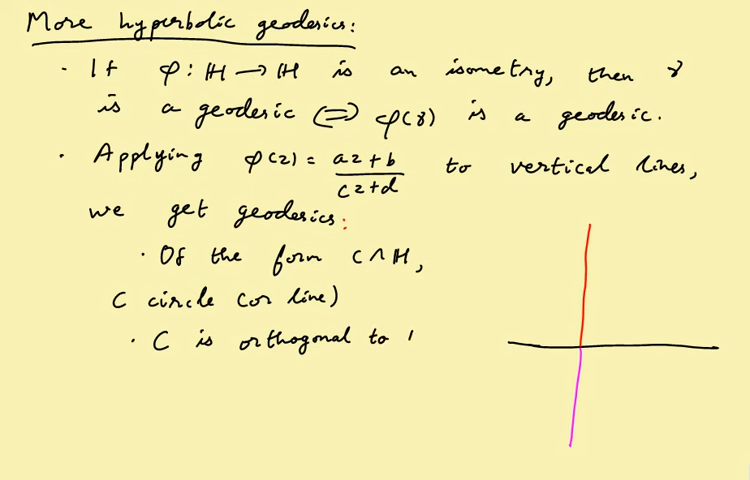 More hyperbolic geodesics:
· If φ: ℍ → ℍ is an isometry, then γ
is a geodesic ⟺ φ(γ) is a geodesic.
· Applying φ(z) = (az+b)/(cz+d) to vertical lines,
we get geodesics:
· Of the form C∩ℍ,
C circle (or line)
· C is orthogonal to